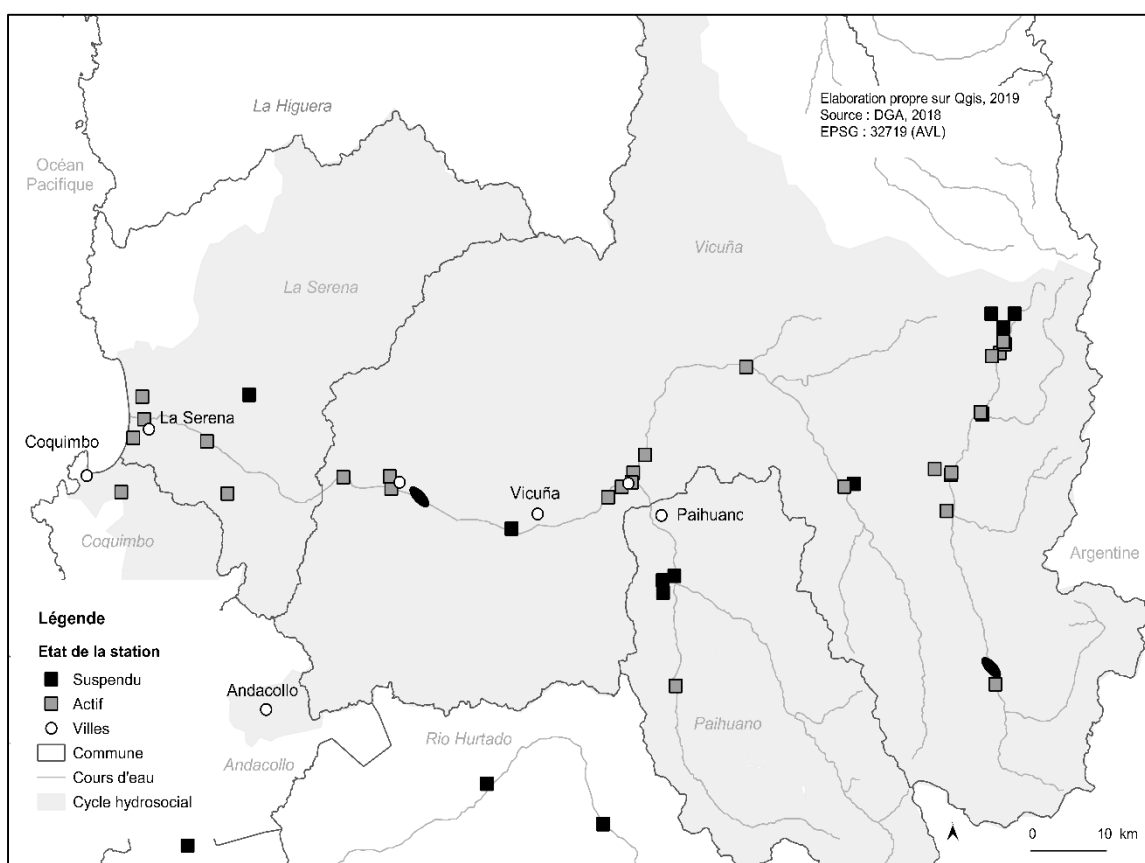 La Higuera
Elaboration propre sur Qgis, 2019
Source : DGA, 2018
EPSG : 32719 (AVL)
Océan
Pacifique
Vicuña
La Serena
La Serena
Coquimbo
Vicuña
Paihuano
Coquimbo
Argentine
Légende
Etat de la station
Suspendu
Actif
Villes
Commune
Cours d'eau
Cycle hydrosocial
Andacollo
Andacollo
Rio Hurtado
Paihuano
0 10 km